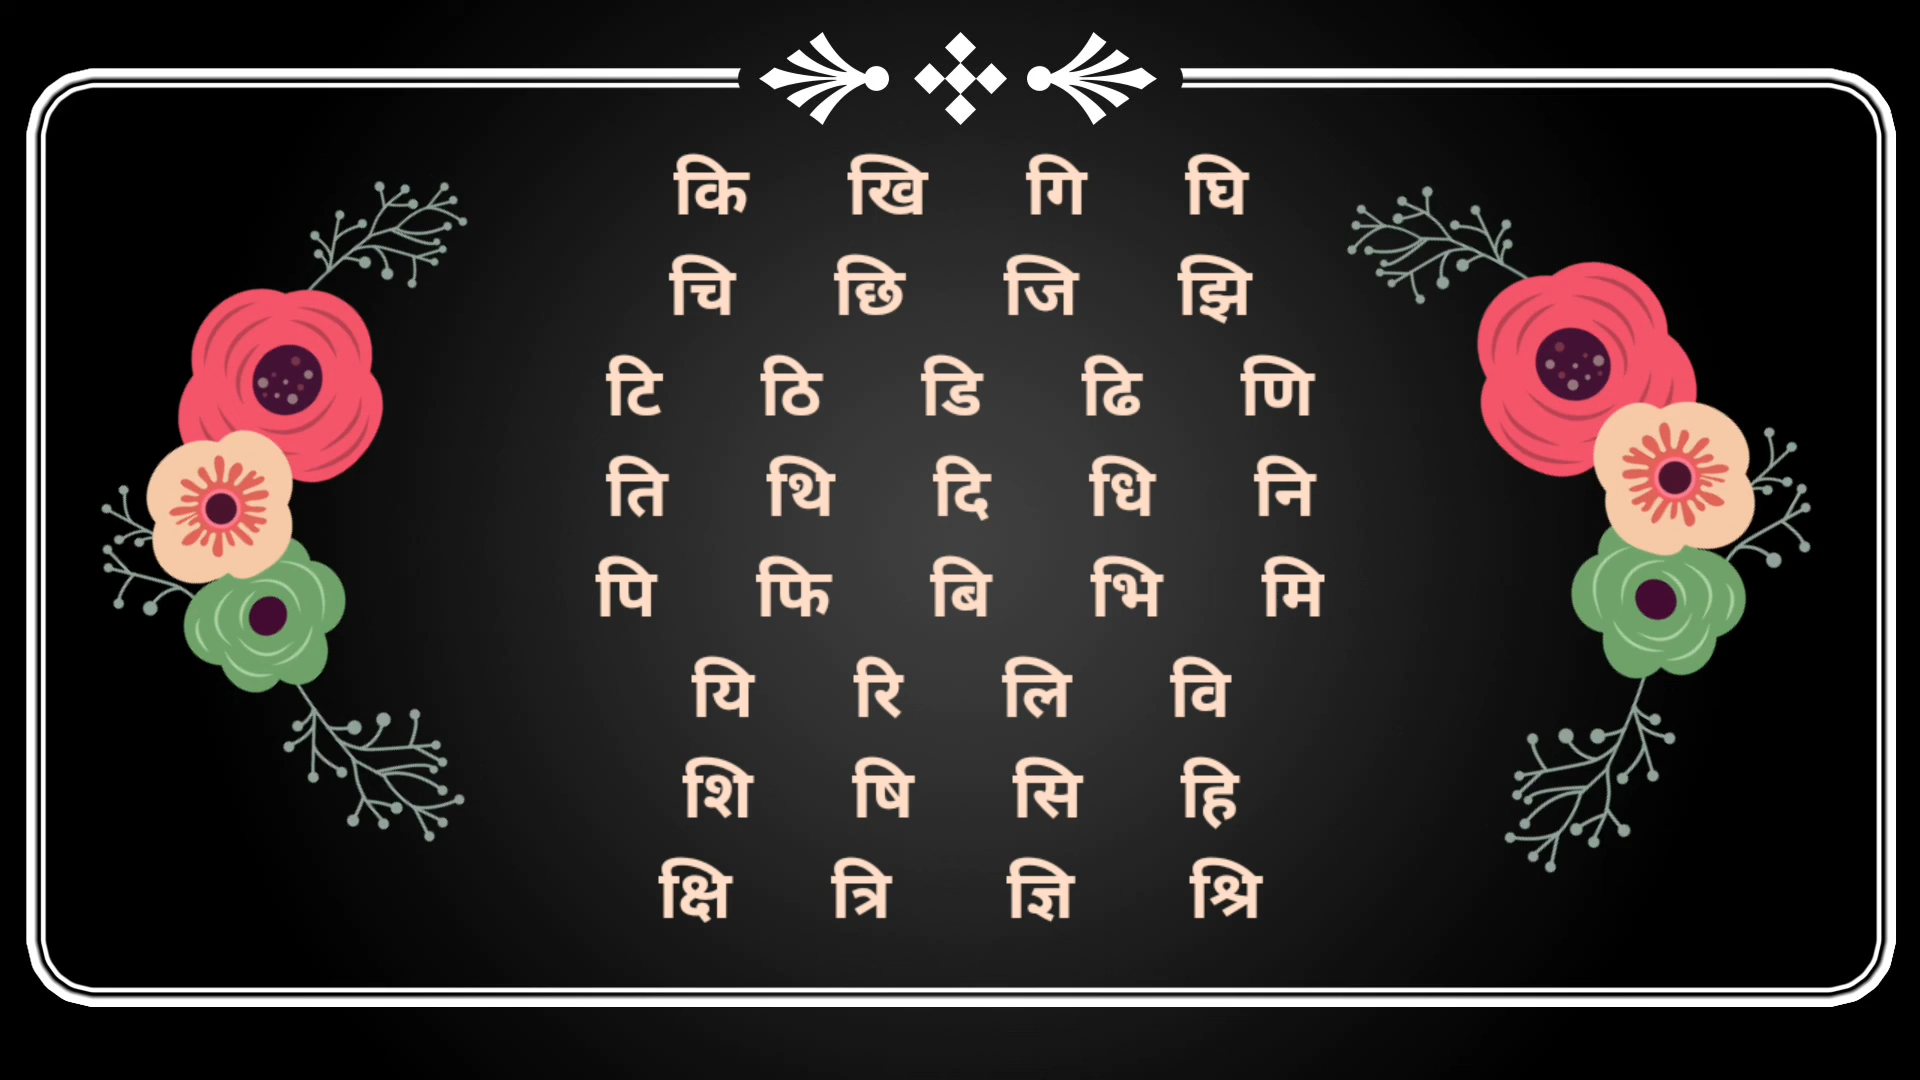 कि खि गि घि
चि छि जि झि
टि ठि डि ढि णि
ति थि दि धि नि
पि फि बि भि मि
यि रि लि वि
शि षि सि हि
क्षि त्रि ज्ञि श्रि